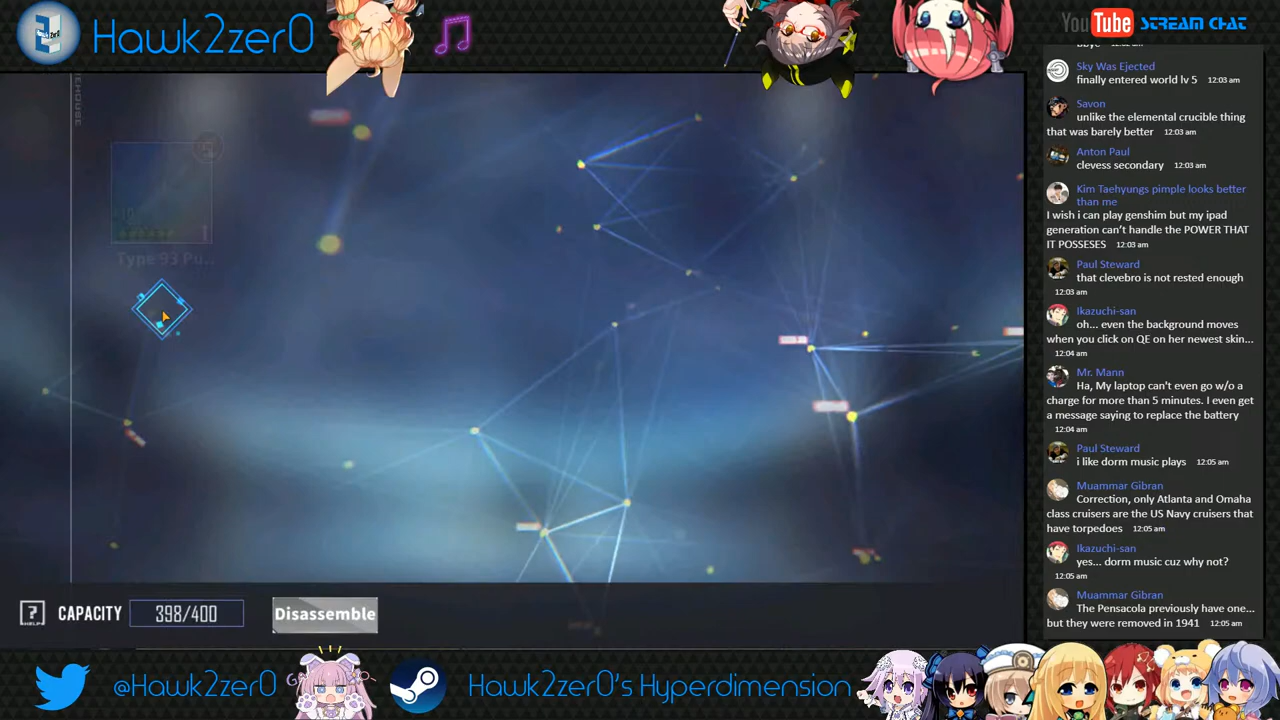 Hawk2zer0
YouTube STREAM CHAT
Sky Was Ejected
finally entered world lv 5 12:03 am
Savon
unlike the elemental crucible thing
that was barely better 12:03 am
Anton Paul
clevess secondary 12:03 am
Kim Taehyungs pimple looks better
than me
I wish i can play genshim but my ipad
generation can't handle the POWER THAT
IT POSSESES 12:03 am
Paul Steward
that clevebro is not rested enough
12:03 am
Ikazuchi-san
oh... even the background moves
when you click on QE on her newest skin...
12:04 am
Mr. Mann
Ha, My laptop can't even go w/o a
charge for more than 5 minutes. I even get
a message saying to replace the battery
12:04 am
Paul Steward
i like dorm music plays 12:05 am
Muammar Gibran
Correction, only Atlanta and Omaha
class cruisers are the US Navy cruisers that
have torpedoes 12:05 am
Ikazuchi-san
yes... dorm music cuz why not?
12:05 am
Muammar Gibran
The Pensacola previously have one...
but they were removed in 1941 12:05 am
Type 93 Pu...
? HELP CAPACITY 398/400 Disassemble
@Hawk2zer0 Hawk2zer0's Hyperdimension